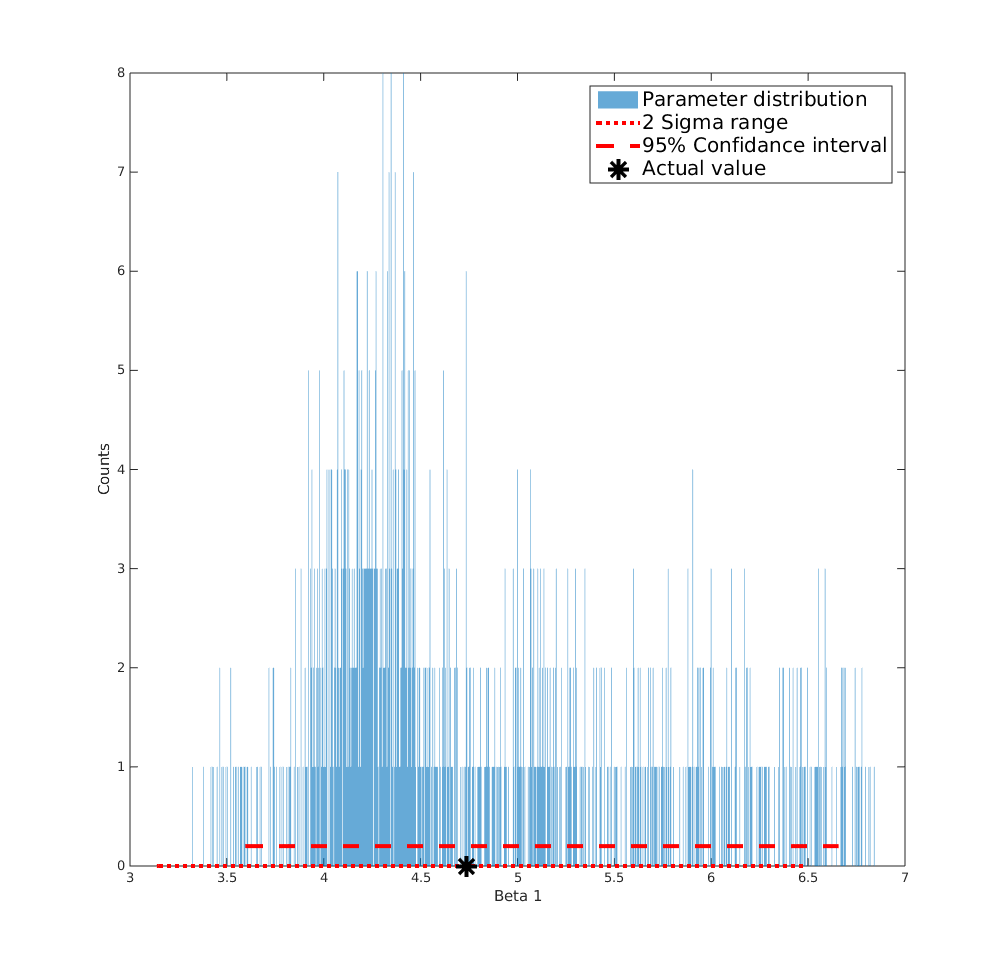 8
7
6
5
4
3
2
1
0
Counts
3 3.5 4 4.5 5 5.5 6 6.5 7
Beta 1
Parameter distribution
2 Sigma range
95% Confidance interval
Actual value